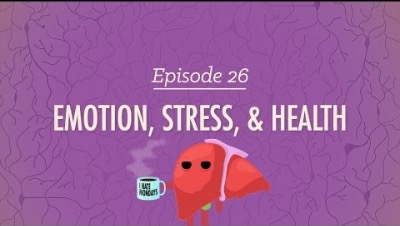 Episode 26
EMOTION, STRESS, & HEALTH
I HATE
MONDAYS